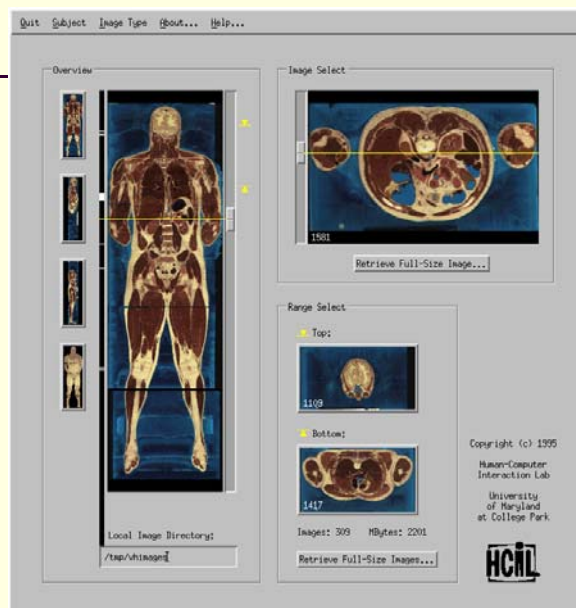 Quit Subject Image Type About... Help...
Overview
Local Image Directory:
/tmp/vhimages
Image Select
1581
Retrieve Full-Size Image...
Range Select
Top:
1109
Bottom:
1417
Images: 309 MBytes: 2201
Retrieve Full-Size Images...
Copyright (c) 1995
Human-Computer
Interaction Lab
University
of Maryland
at College Park
HCIL